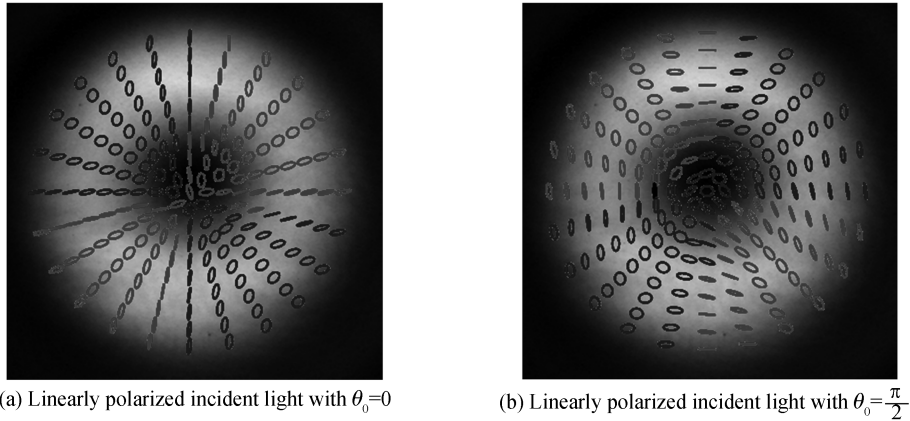 (a) Linearly polarized incident light with θ₀=0
(b) Linearly polarized incident light with θ₀=π/2